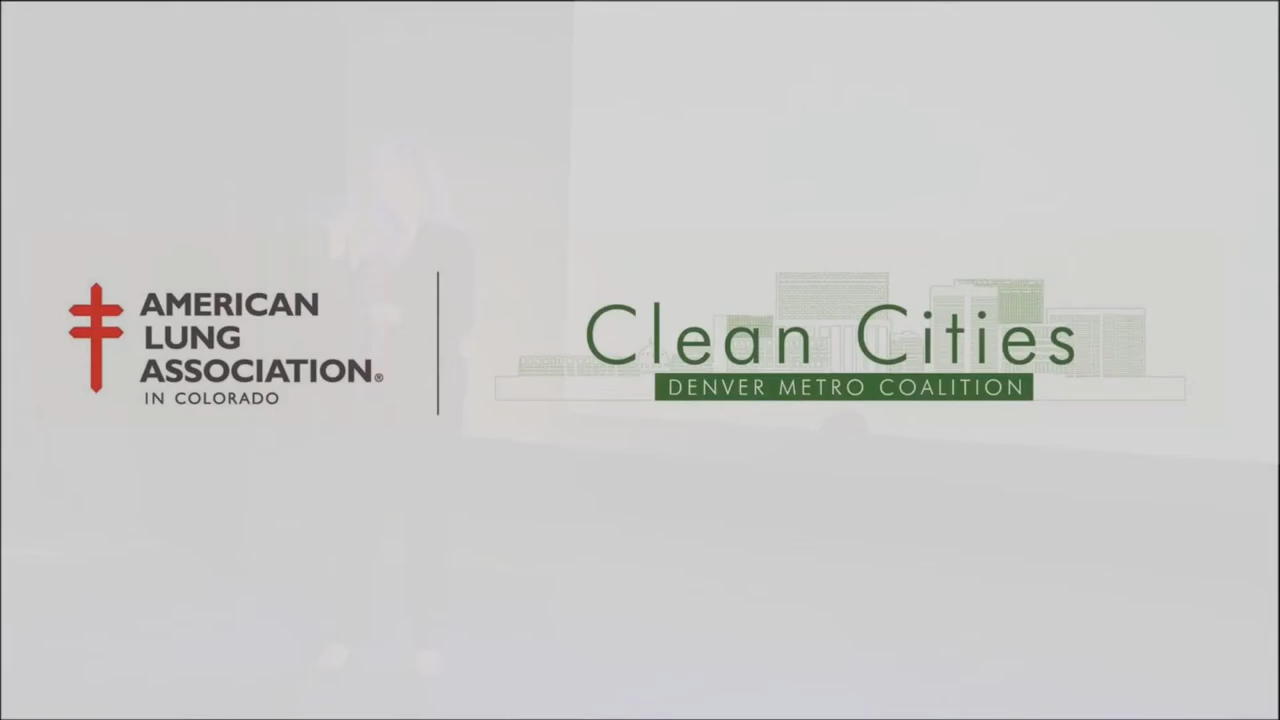 AMERICAN
LUNG
ASSOCIATION®
IN COLORADO
Clean Cities
DENVER METRO COALITION